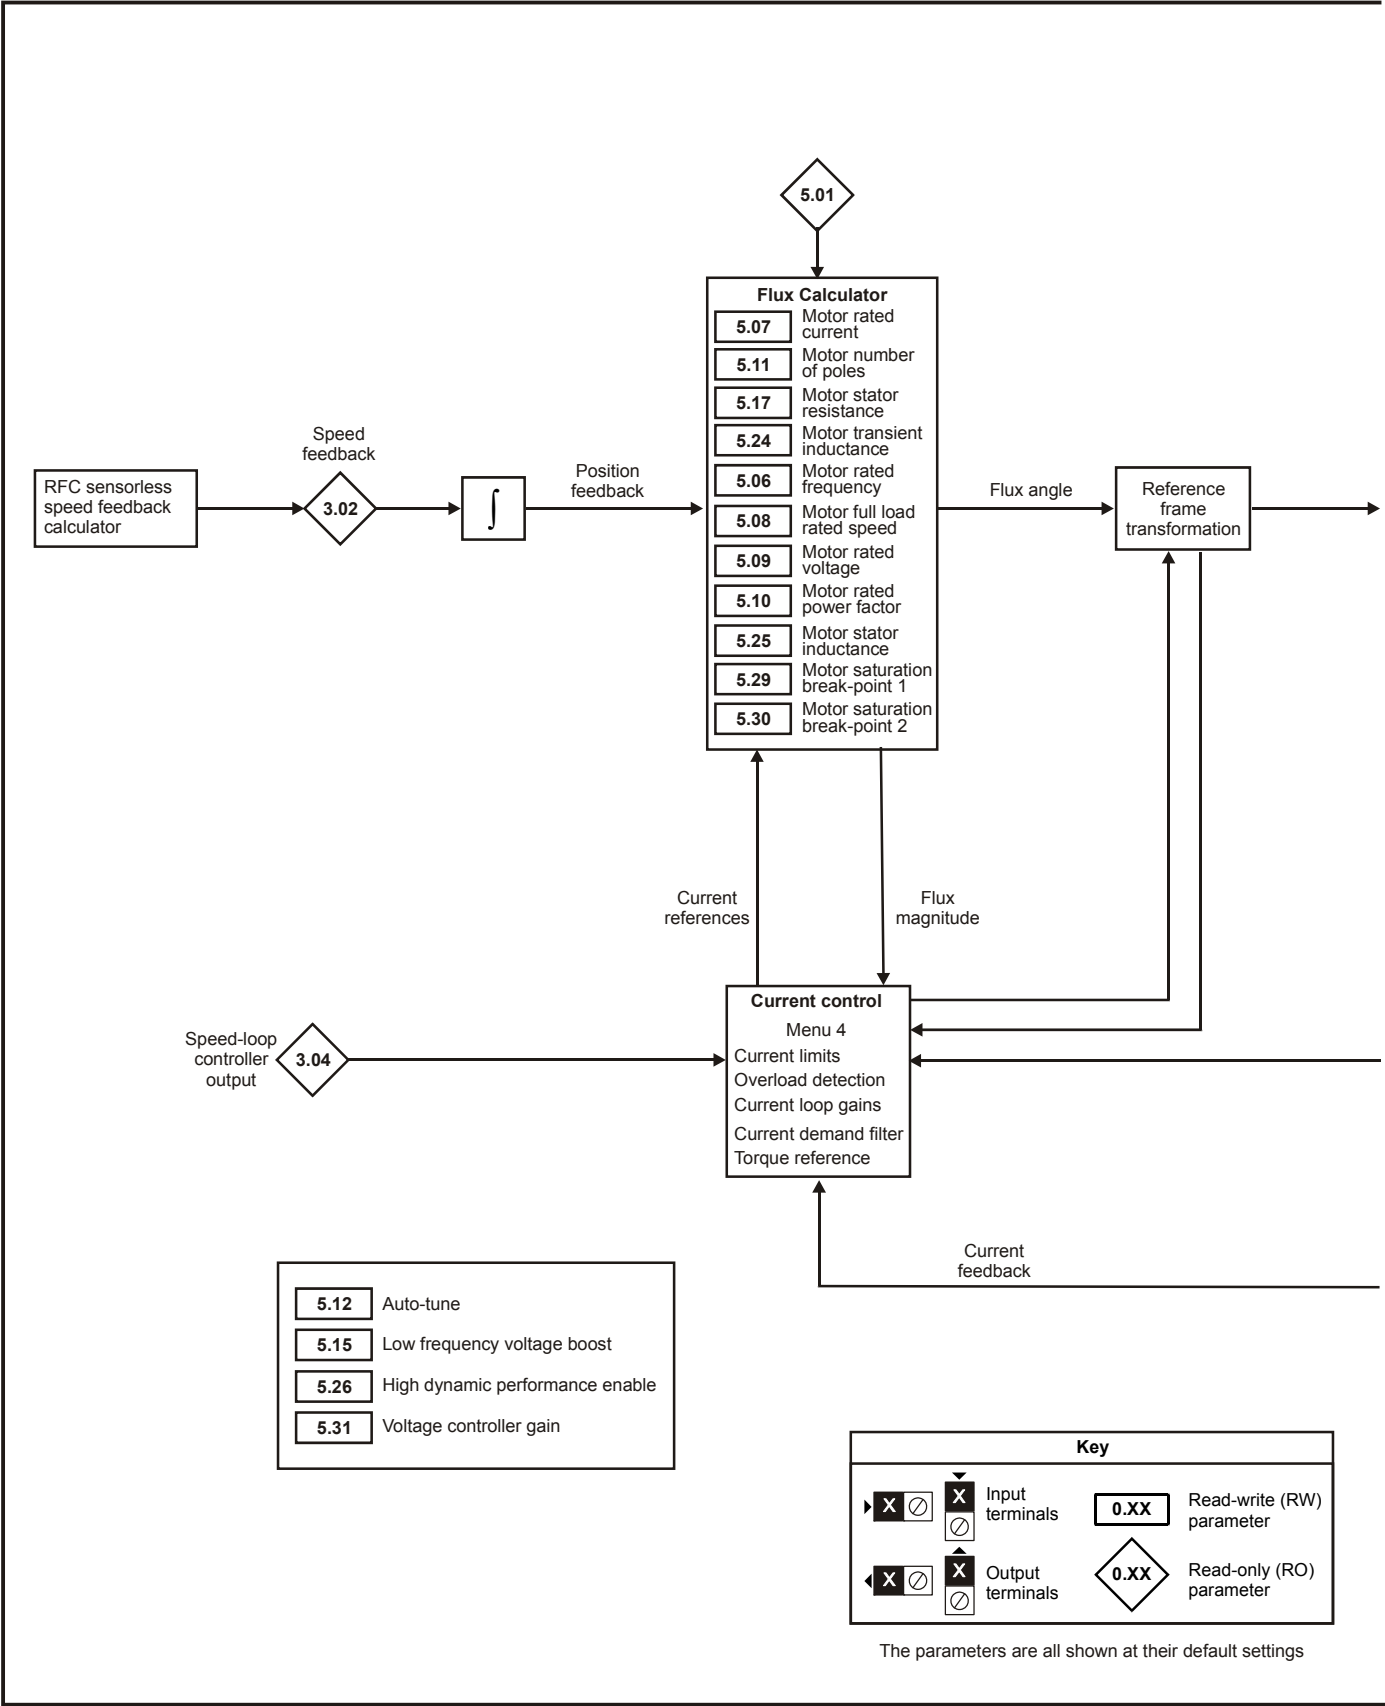 5.01
Flux Calculator
5.07
Motor rated
current
5.11
Motor number
of poles
5.17
Motor stator
resistance
5.24
Motor transient
inductance
5.06
Motor rated
frequency
5.08
Motor full load
rated speed
5.09
Motor rated
voltage
5.10
Motor rated
power factor
5.25
Motor stator
inductance
5.29
Motor saturation
break-point 1
5.30
Motor saturation
break-point 2
RFC sensorless
speed feedback
calculator
Speed
feedback
3.02
∫
Position
feedback
Flux angle
Reference
frame
transformation
Current
references
Flux
magnitude
Speed-loop
controller
output
3.04
Current control
Menu 4
Current limits
Overload detection
Current loop gains
Current demand filter
Torque reference
Current
feedback
5.12
Auto-tune
5.15
Low frequency voltage boost
5.26
High dynamic performance enable
5.31
Voltage controller gain
Key
X
X
Input
terminals
0.XX
Read-write (RW)
parameter
X
X
Output
terminals
0.XX
Read-only (RO)
parameter
The parameters are all shown at their default settings